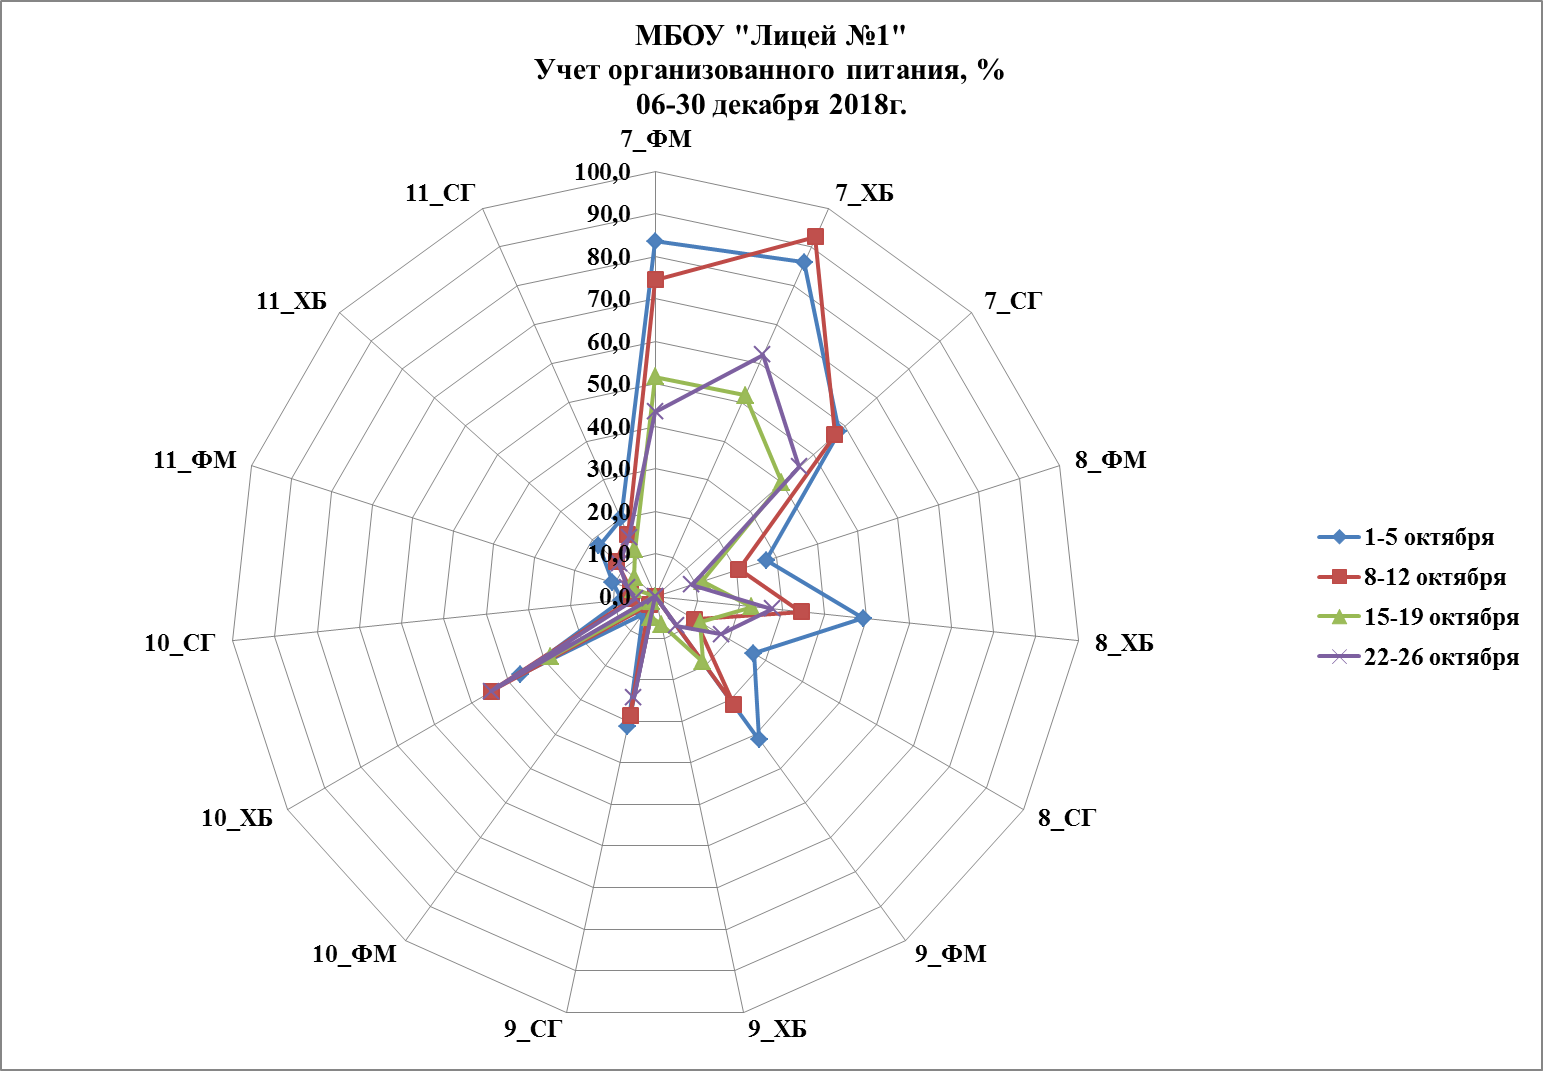 МБОУ "Лицей №1"
Учет организованного питания, %
06-30 декабря 2018г.
7_ФМ
7_ХБ
7_СГ
8_ФМ
8_ХБ
8_СГ
9_ФМ
9_ХБ
9_СГ
10_ФМ
10_ХБ
10_СГ
11_ФМ
11_ХБ
11_СГ
100,0
90,0
80,0
70,0
60,0
50,0
40,0
30,0
20,0
10,0
0,0
1-5 октября
8-12 октября
15-19 октября
22-26 октября